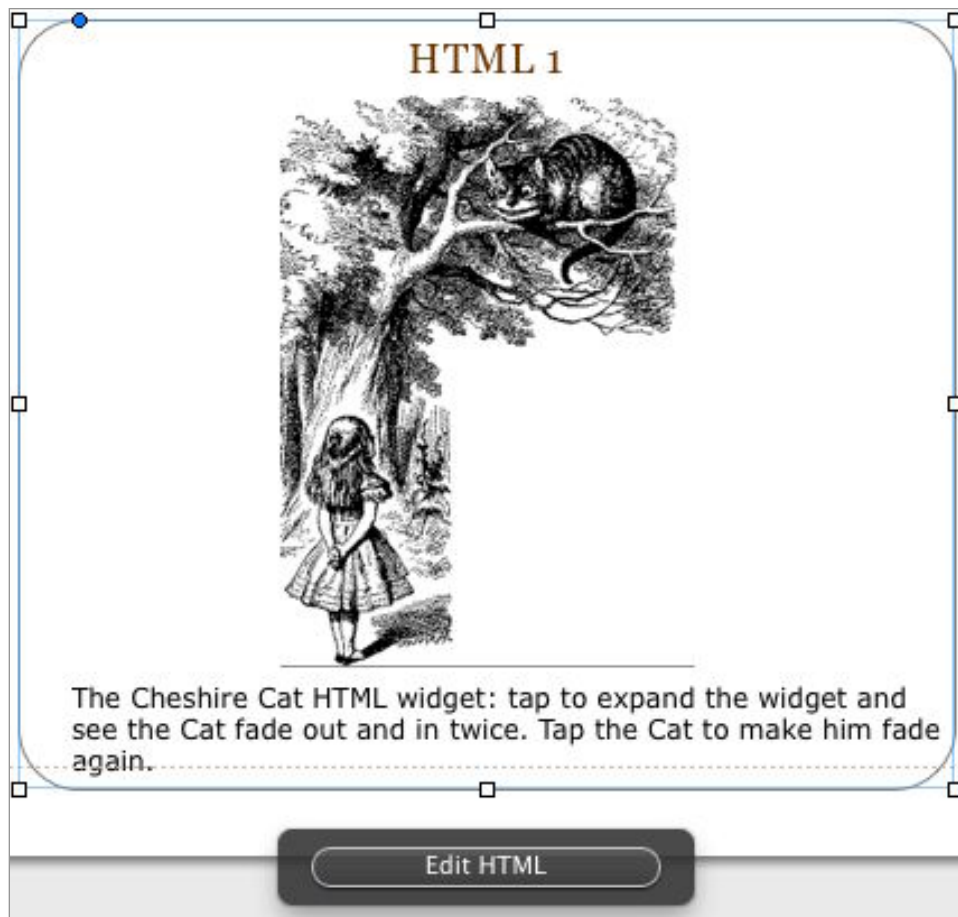 HTML 1
The Cheshire Cat HTML widget: tap to expand the widget and
see the Cat fade out and in twice. Tap the Cat to make him fade
again.
Edit HTML